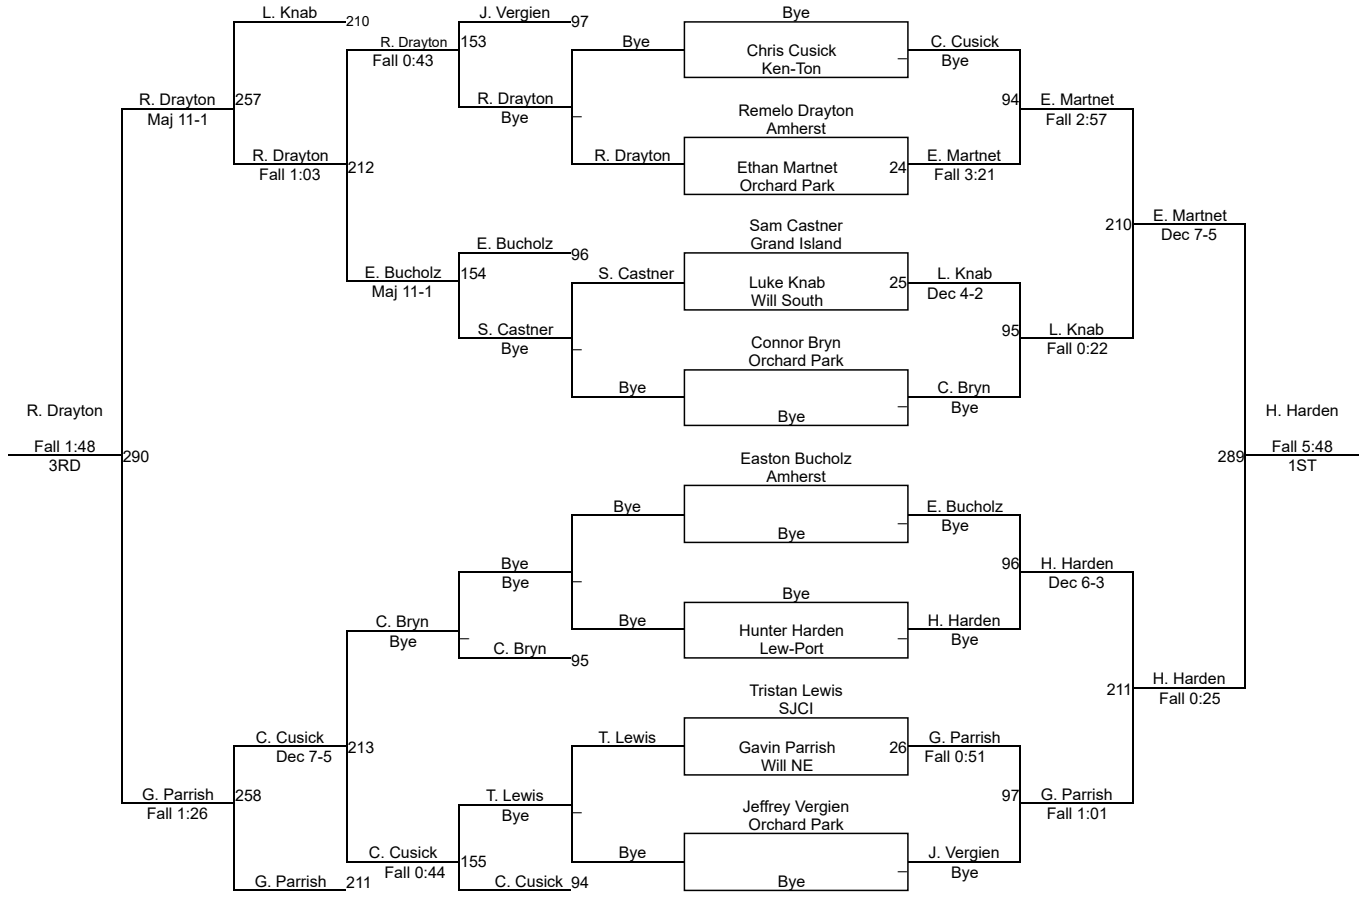 L. Knab
210
J. Vergien
97
Bye
R. Drayton
153
Fall 0:43
Bye
Chris Cusick
Ken-Ton
C. Cusick
Bye
R. Drayton
257
Maj 11-1
R. Drayton
Bye
94
E. Martnet
Fall 2:57
Remelo Drayton
Amherst
R. Drayton
212
Fall 1:03
R. Drayton
Ethan Martnet
24
Orchard Park
E. Martnet
Fall 3:21
210
E. Martnet
Dec 7-5
Sam Castner
Grand Island
E. Bucholz
96
E. Bucholz
154
Maj 11-1
S. Castner
Luke Knab
25
Will South
L. Knab
Dec 4-2
S. Castner
Bye
95
L. Knab
Fall 0:22
Connor Bryn
Orchard Park
Bye
Bye
C. Bryn
Bye
R. Drayton
Fall 1:48
290
3RD
H. Harden
289
Fall 5:48
1ST
Easton Bucholz
Amherst
Bye
Bye
E. Bucholz
Bye
Bye
Bye
96
H. Harden
Dec 6-3
Bye
C. Bryn
Bye
Bye
Hunter Harden
Lew-Port
H. Harden
Bye
C. Bryn
95
211
H. Harden
Fall 0:25
Tristan Lewis
SJCI
C. Cusick
213
Dec 7-5
T. Lewis
Gavin Parrish
26
Will NE
G. Parrish
Fall 0:51
G. Parrish
258
Fall 1:26
T. Lewis
Bye
97
G. Parrish
Fall 1:01
Jeffrey Vergien
Orchard Park
C. Cusick
155
Fall 0:44
Bye
Bye
J. Vergien
Bye
G. Parrish
211
C. Cusick
94